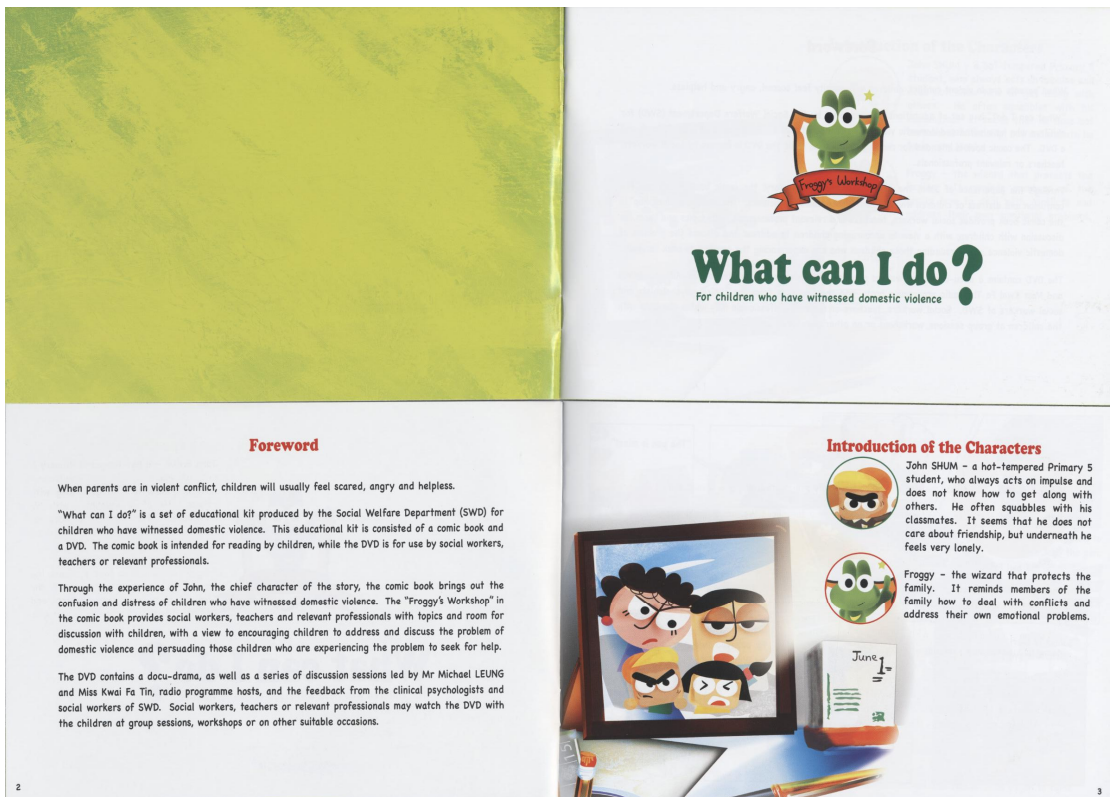 Froggy's Workshop
What can I do?
For children who have witnessed domestic violence
Foreword
When parents are in violent conflict, children will usually feel scared, angry and helpless.
"What can I do?" is a set of educational kit produced by the Social Welfare Department (SWD) for
children who have witnessed domestic violence. This educational kit is consisted of a comic book and
a DVD. The comic book is intended for reading by children, while the DVD is for use by social workers,
teachers or relevant professionals.
Through the experience of John, the chief character of the story, the comic book brings out the
confusion and distress of children who have witnessed domestic violence. The "Froggy's Workshop" in
the comic book provides social workers, teachers and relevant professionals with topics and room for
discussion with children, with a view to encouraging children to address and discuss the problem of
domestic violence and persuading those children who are experiencing the problem to seek for help.
The DVD contains a docu-drama, as well as a series of discussion sessions led by Mr Michael LEUNG
and Miss Kwai Fa Tin, radio programme hosts, and the feedback from the clinical psychologists and
social workers of SWD. Social workers, teachers or relevant professionals may watch the DVD with
the children at group sessions, workshops or on other suitable occasions.
2
Introduction of the Characters
John SHUM – a hot-tempered Primary 5
student, who always acts on impulse and
does not know how to get along with
others. He often squabbles with his
classmates. It seems that he does not
care about friendship, but underneath he
feels very lonely.
Froggy – the wizard that protects the
family. It reminds members of the
family how to deal with conflicts and
address their own emotional problems.
June 1
3